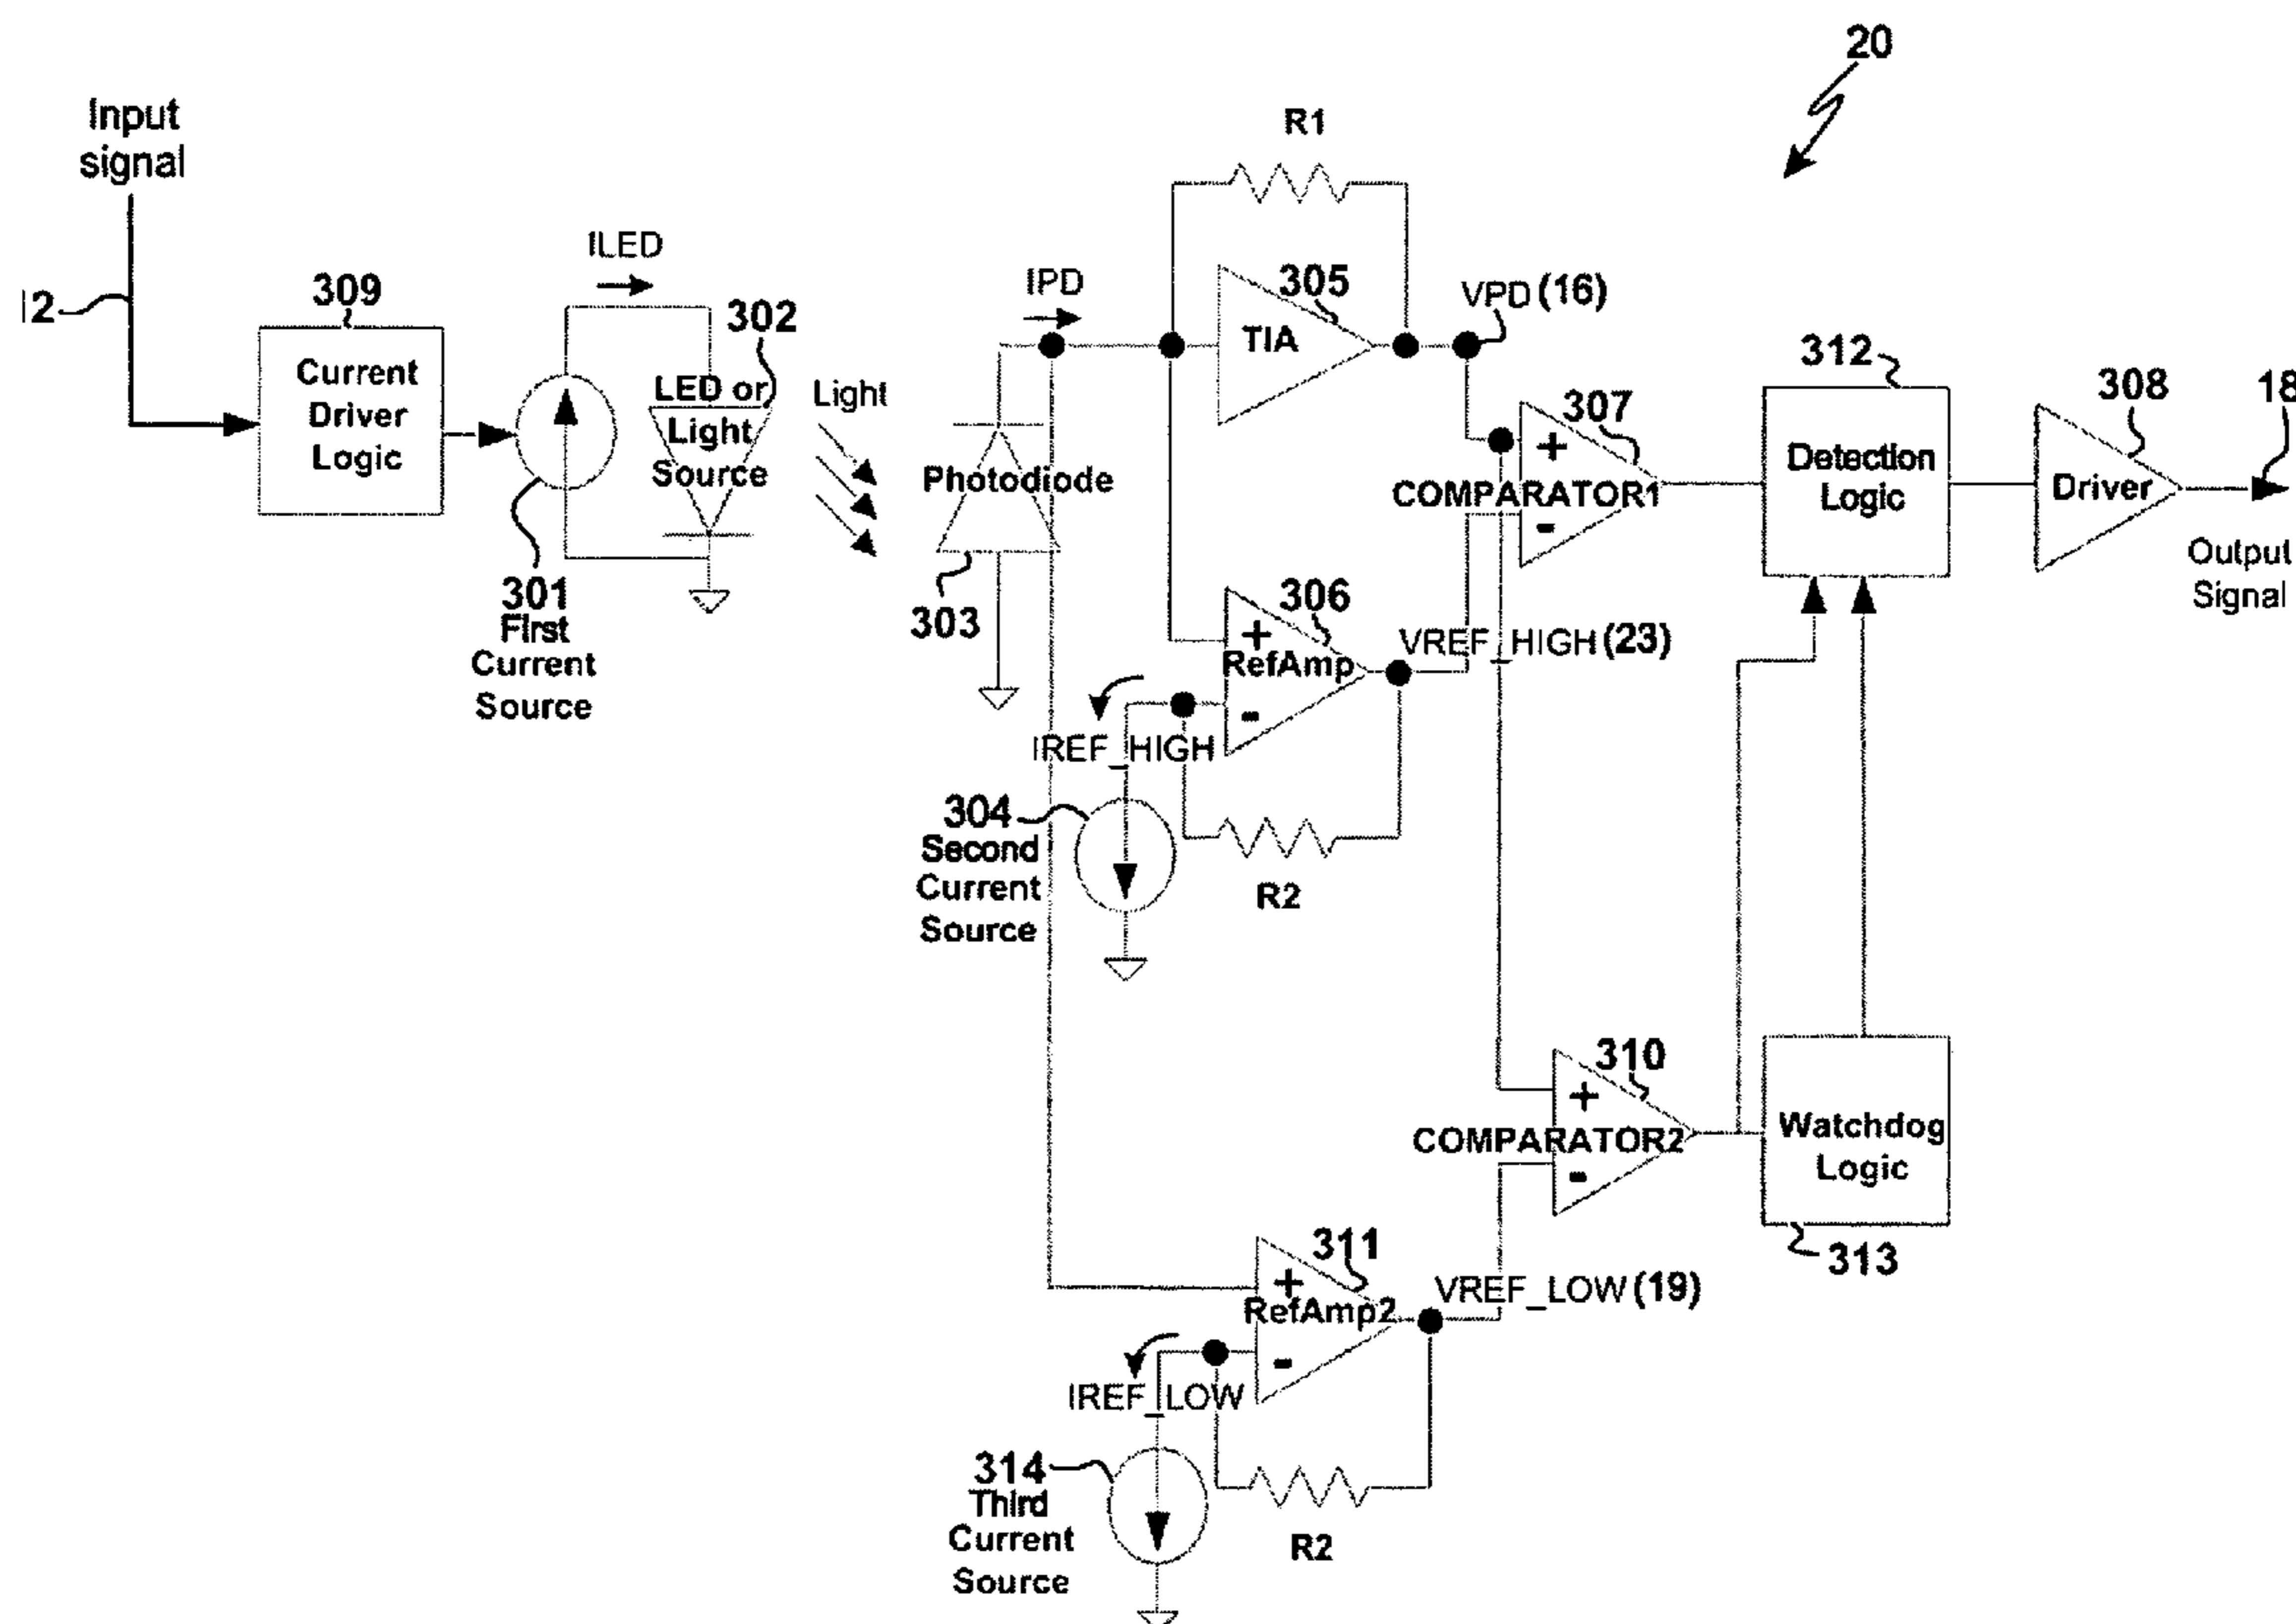 20
Input
signal
I2
309
Current
Driver
Logic
ILED
302
LED or
Light
Source
Light
301
First
Current
Source
IPD
Photodiode
303
R1
305
TIA
VPD (16)
306
+
RefAmp
-
VREF_HIGH (23)
IREF_HIGH
304
Second
Current
Source
R2
307
+
COMPARATOR1
-
312
Detection
Logic
308
Driver
18
Output
Signal
310
+
COMPARATOR2
-
Watchdog
Logic
313
311
+
RefAmp2
-
VREF_LOW (19)
IREF_LOW
314
Third
Current
Source
R2